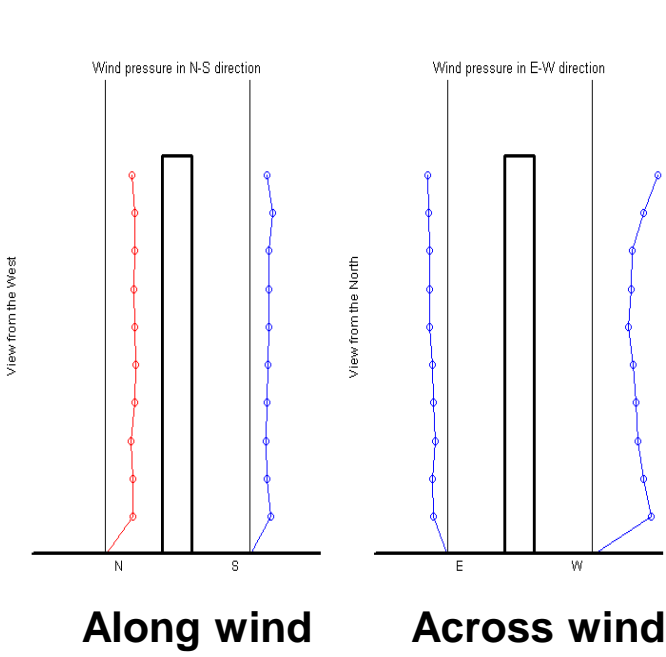 Wind pressure in N-S direction
Wind pressure in E-W direction
View from the West
View from the North
N
S
E
W
Along wind
Across wind